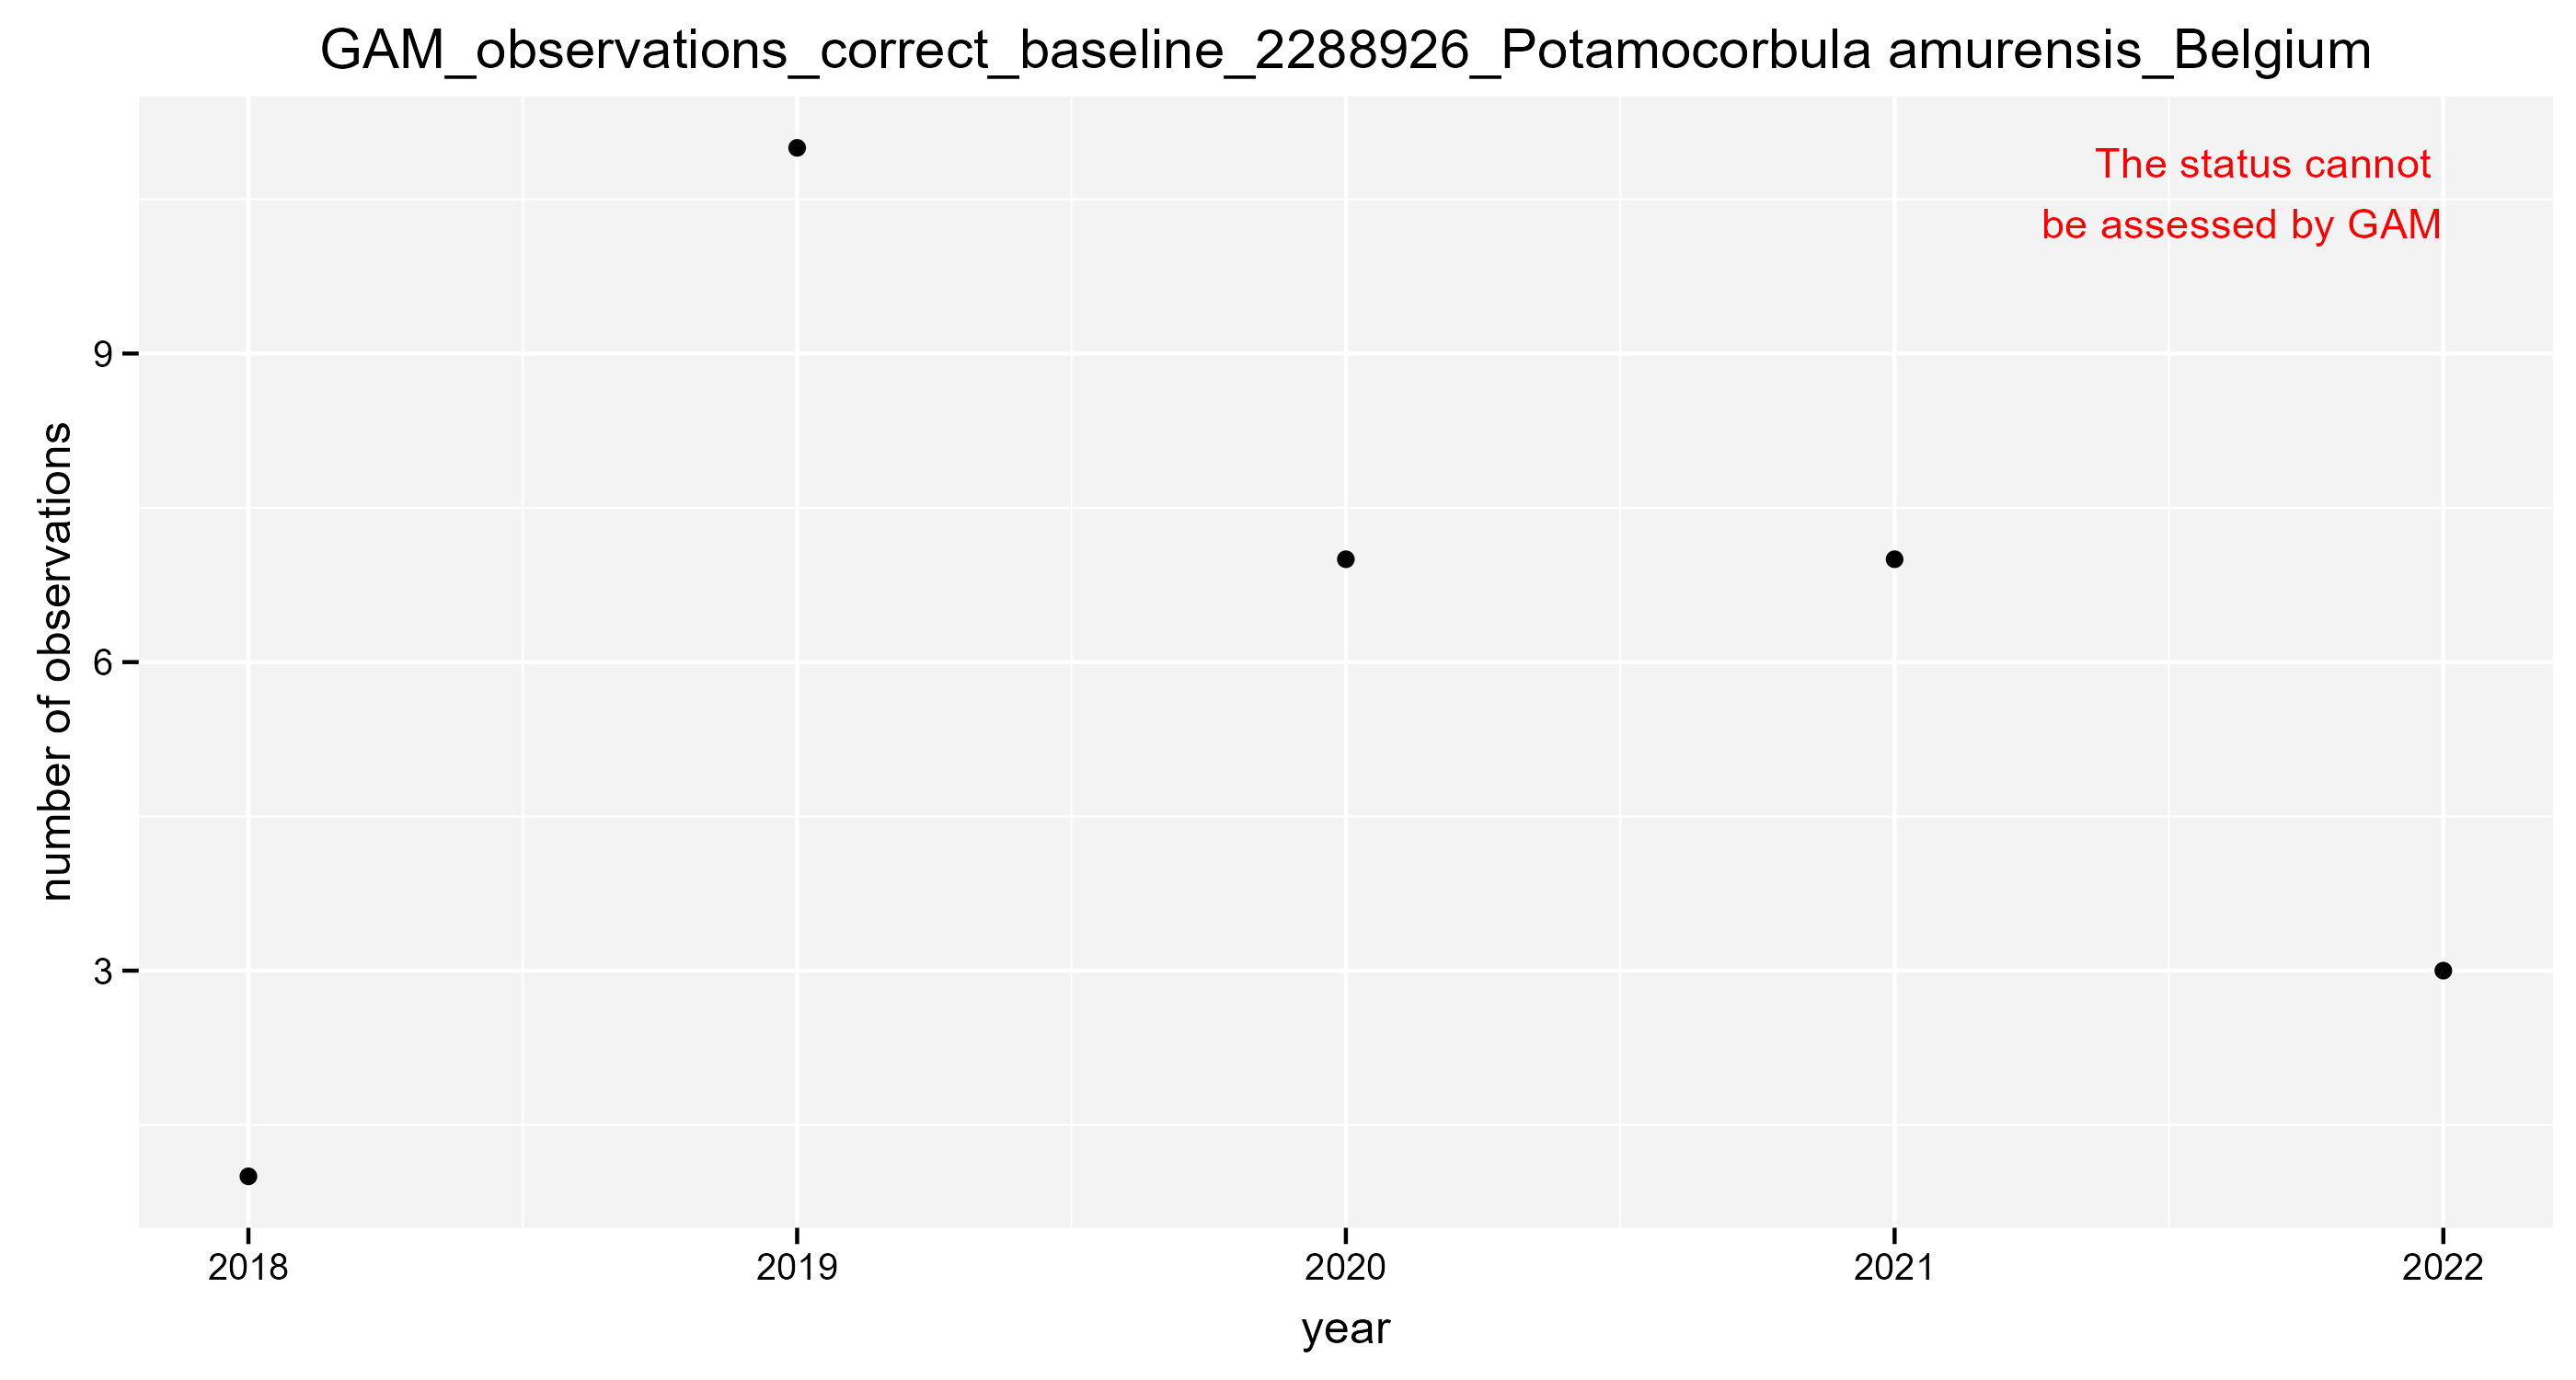 GAM_observations_correct_baseline_2288926_Potamocorbula amurensis_Belgium
The status cannot
be assessed by GAM
number of observations
9
6
3
2018
2019
2020
2021
2022
year